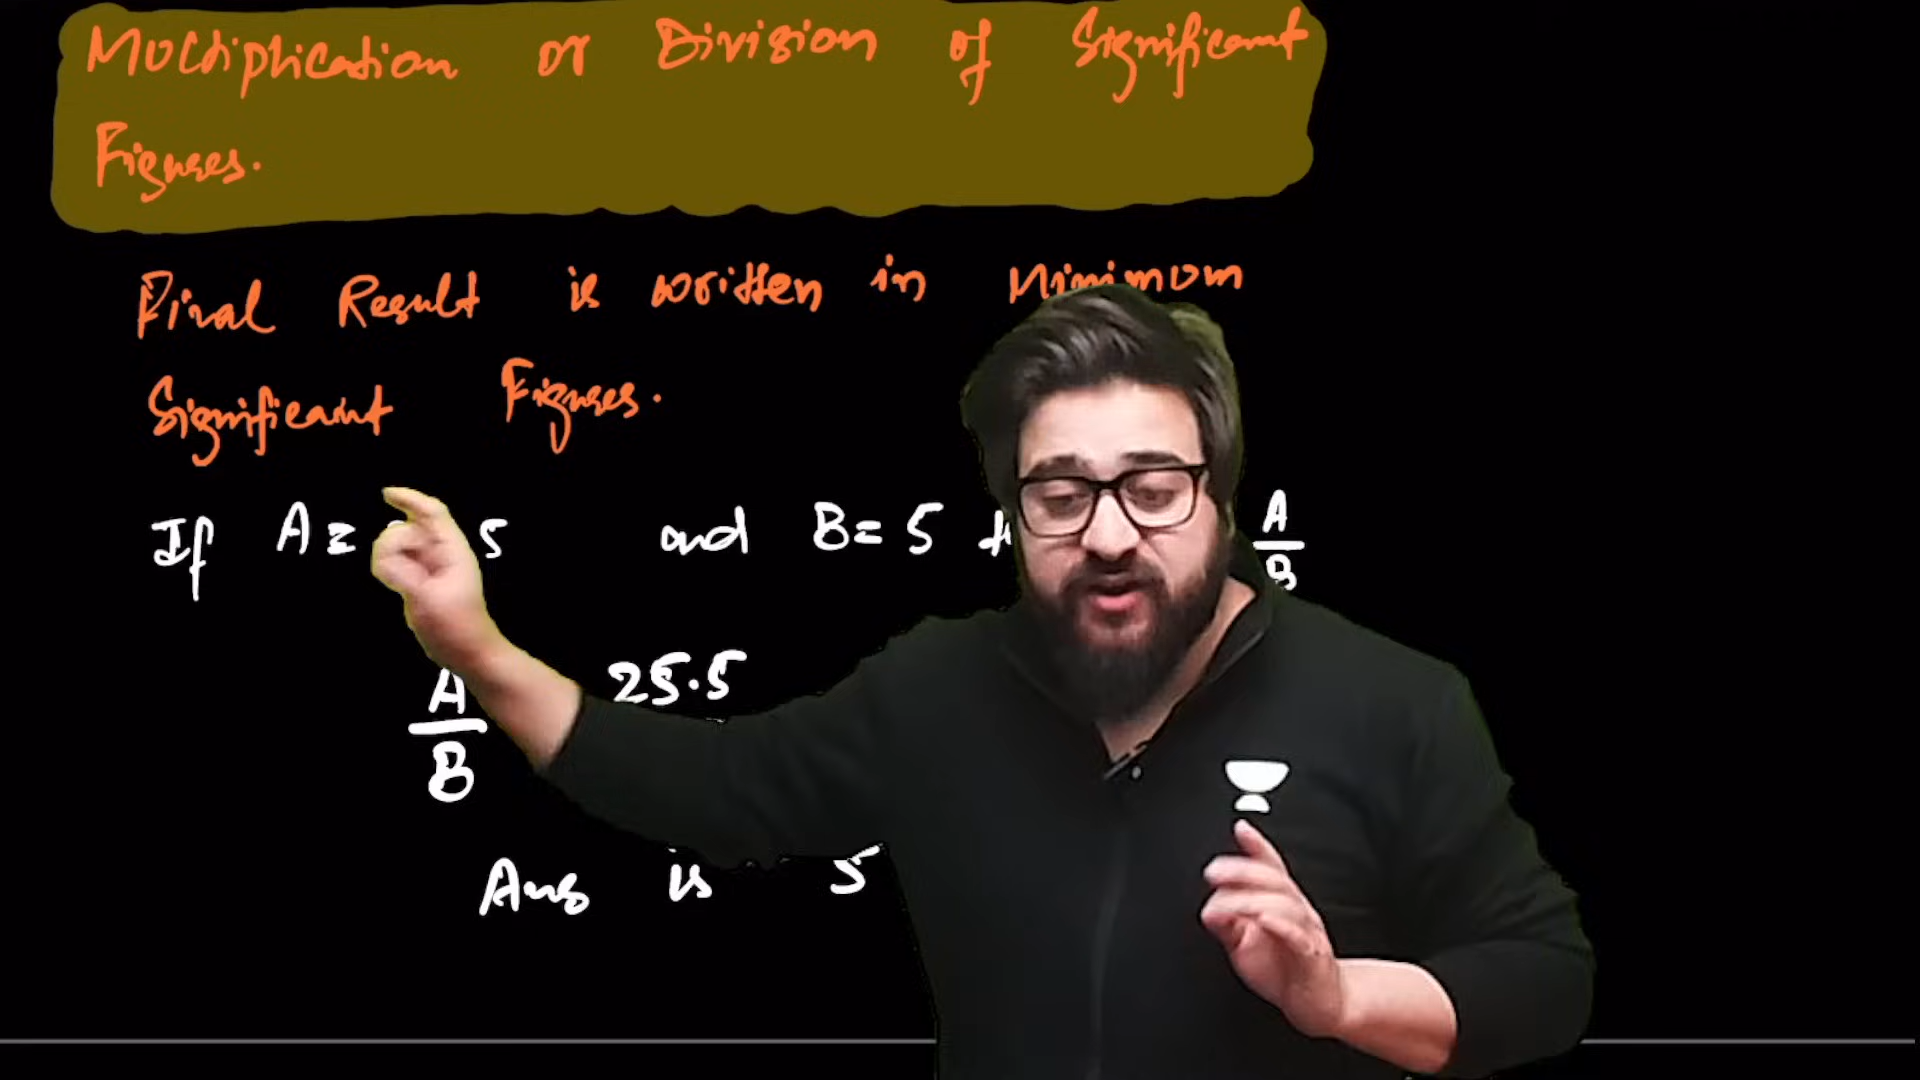 Multiplication or Division of Significant
Figures.
Final Result is written in Minimum
Significant Figures.
If A = 5 and B = 5 A/B
A/B 25.5
Ans is 5